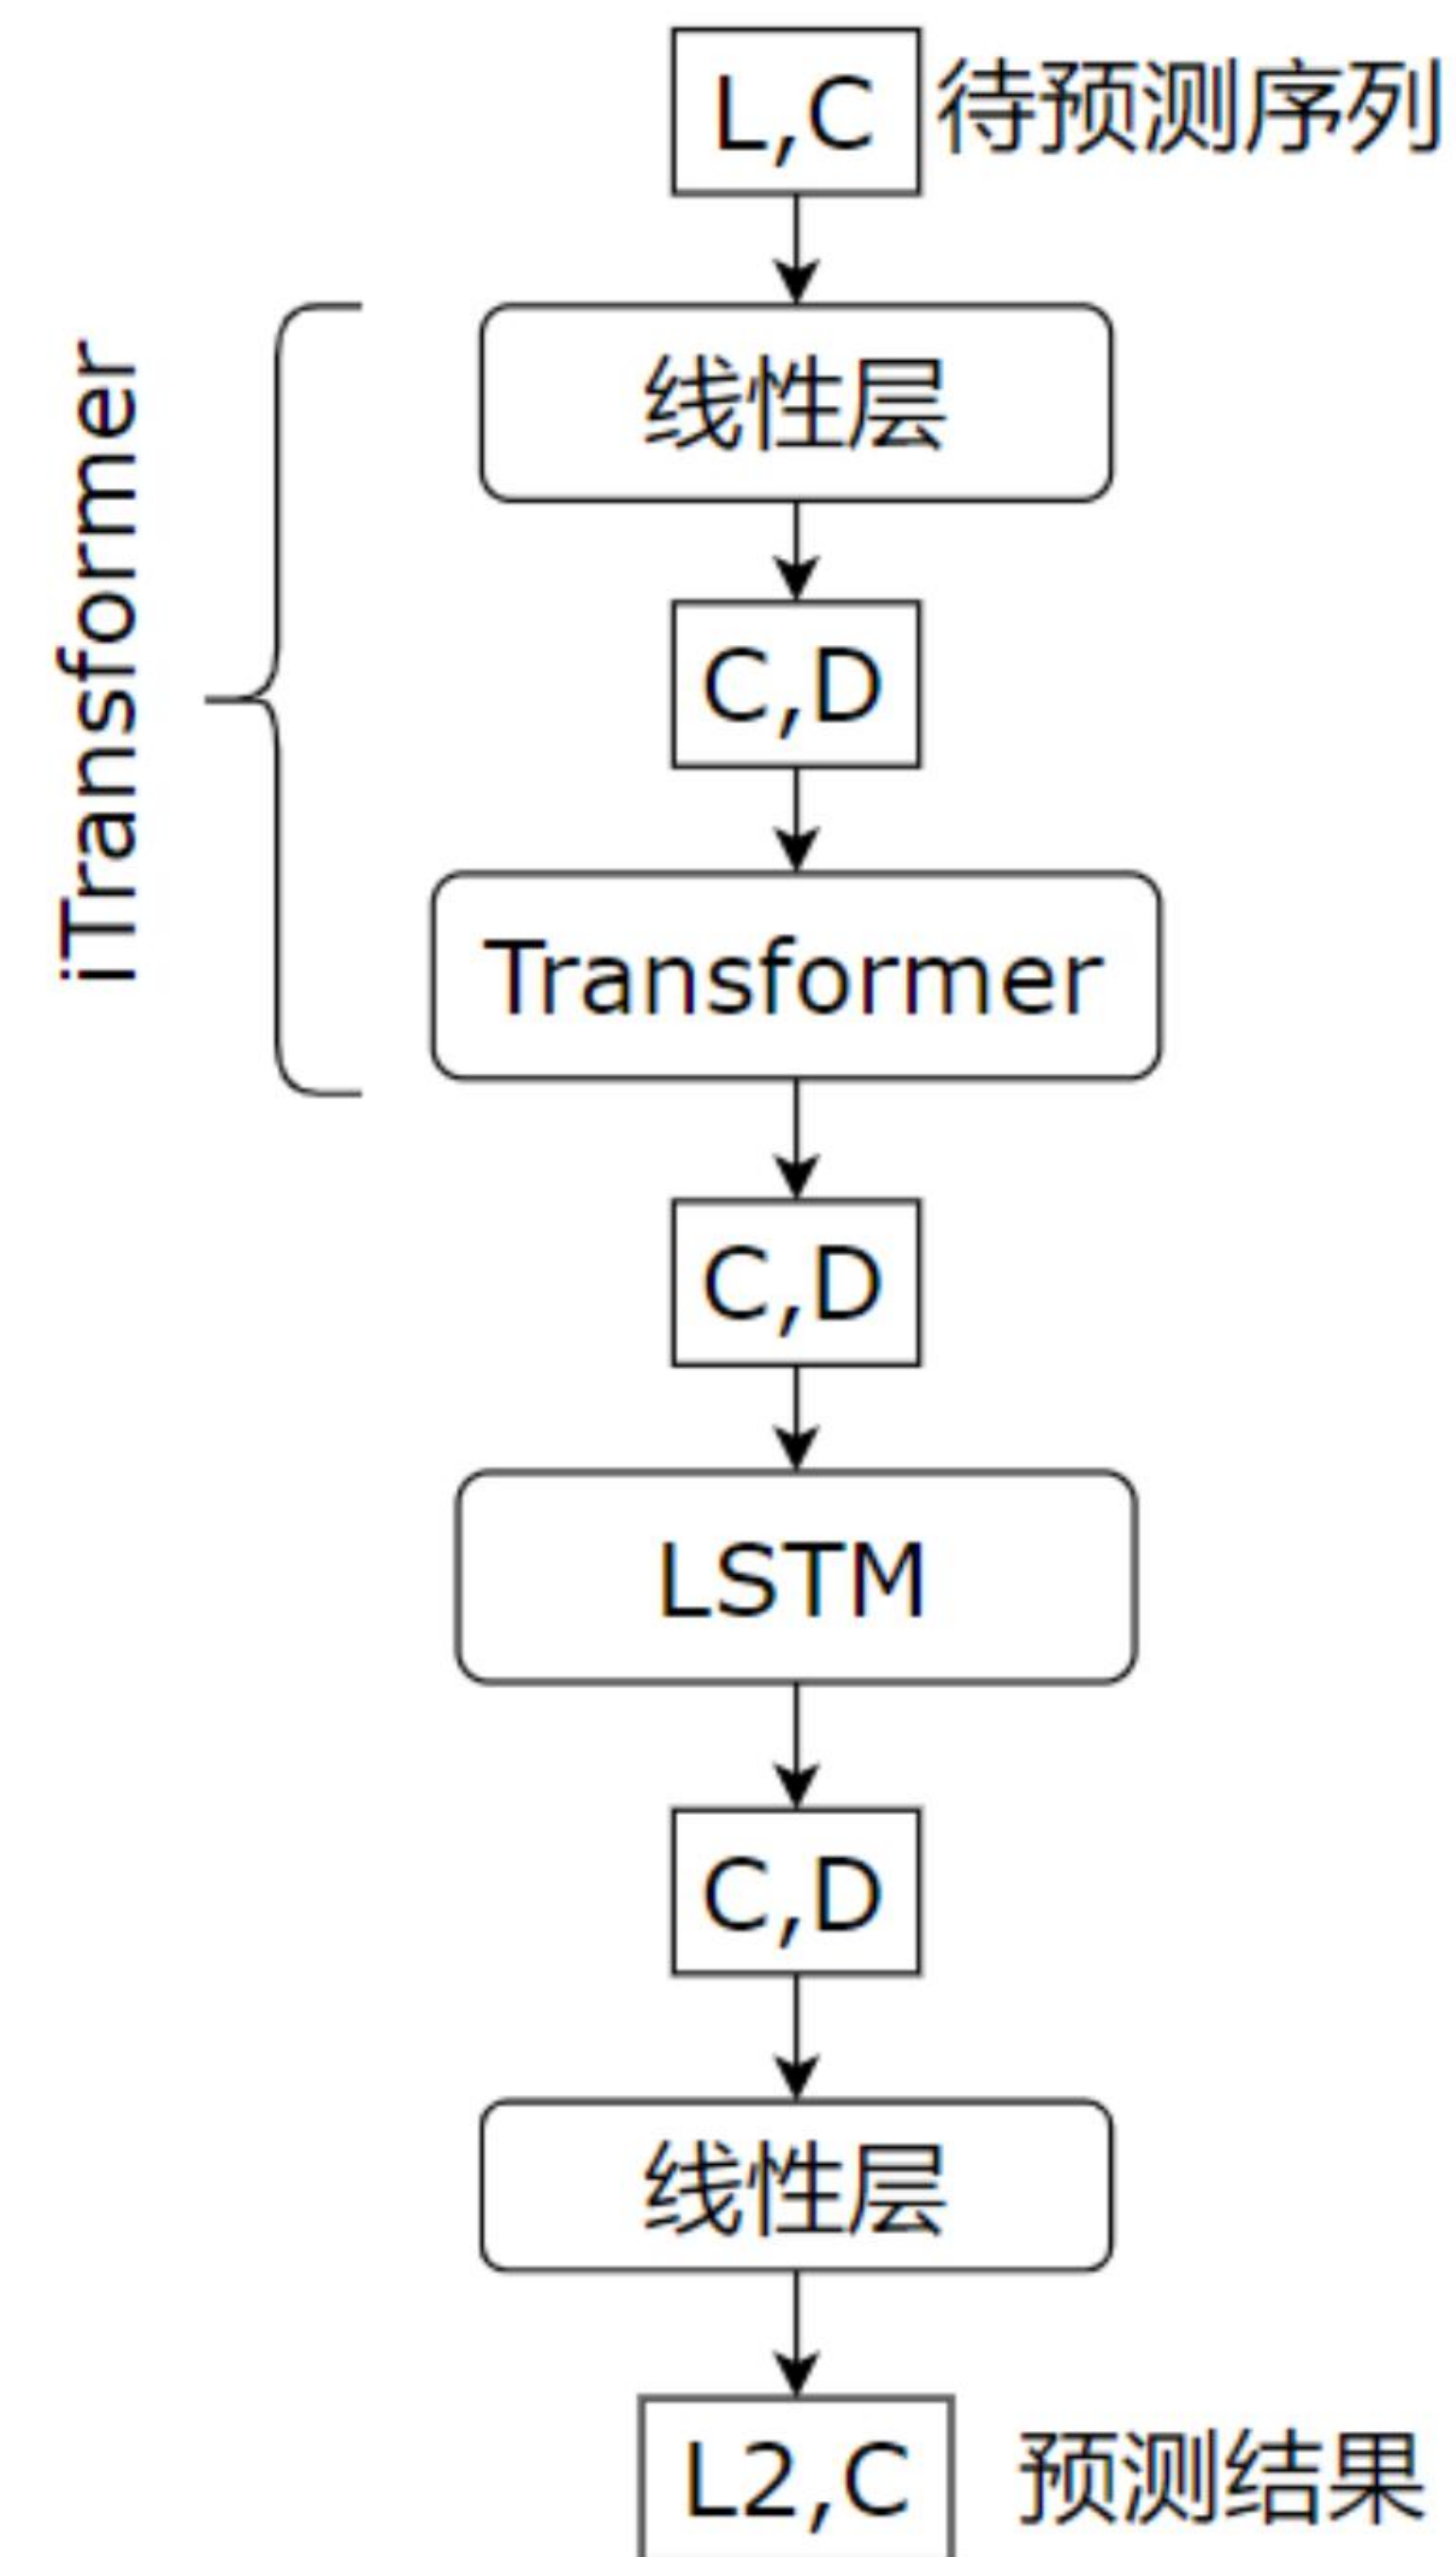 L,C 待预测序列
线性层
C,D
iTransformer
Transformer
C,D
LSTM
C,D
线性层
L2,C 预测结果